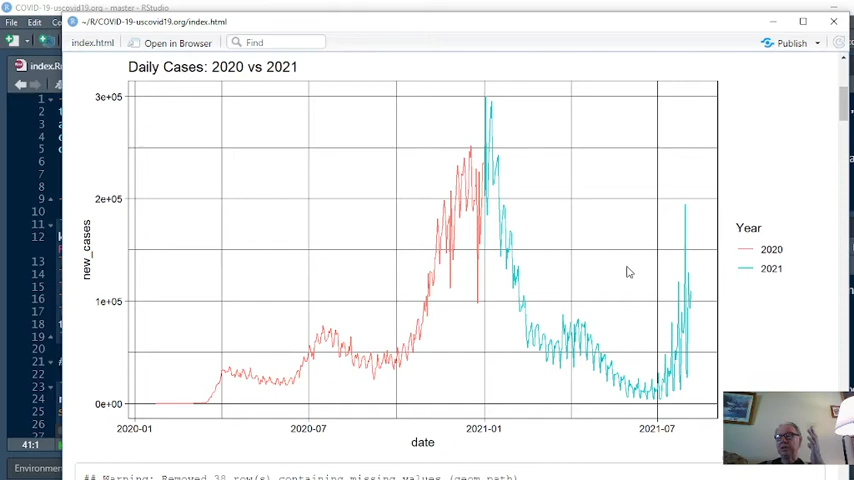 COVID-19-uscovid19.org - master - RStudio
~/R/COVID-19-uscovid19.org/index.html
File Edit
index.html Open in Browser Find Publish
index.R
Daily Cases: 2020 vs 2021
3e+05
2e+05
1e+05
0e+00
new_cases
2020-01 2020-07 2021-01 2021-07
date
Year
2020
2021
1
2
3
4
5
6
7
8
9
10
11
12
13
14
15
16
17
18
19
20
21
22
23
24
25
26
27
41:1
Environmen
## Warning: Removed 38 row(s) containing missing values (geom_path)